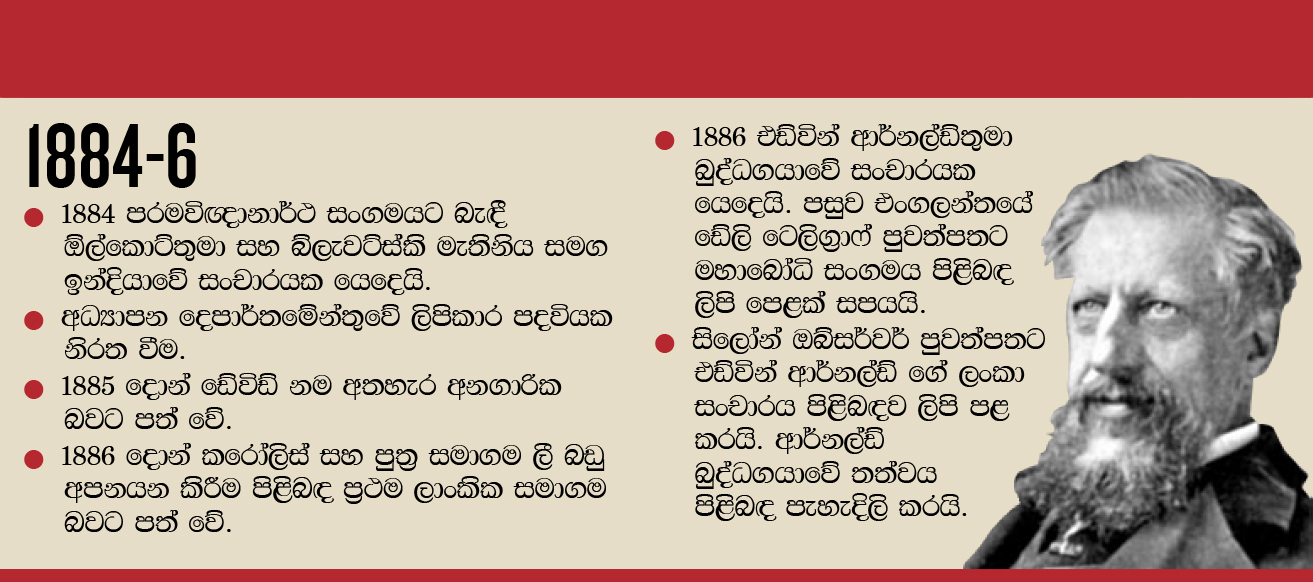 1884-6
1884 පරමවිඥානාර්ථ සංගමයට බැඳී
ඕල්කොට්තුමා සහ බ්ලැවට්ස්කි මැතිනිය සමග
ඉන්දියාවේ සංචාරයක යෙදෙයි.
අධ්‍යාපන දෙපාර්තමේන්තුවේ ලිපිකාර පදවියක
නිරත වීම.
1885 දොන් ඩේවිඩ් නම අතහැර අනගාරික
බවට පත් වේ.
1886 දොන් කරෝලිස් සහ පුත්‍ර සමාගම ලී බඩු
අපනයන කිරීම පිළිබඳ ප්‍රථම ලාංකික සමාගම
බවට පත් වේ.
1886 එඩ්වින් ආර්නල්ඩ්තුමා
බුද්ධගයාවේ සංචාරයක
යෙදෙයි. පසුව එංගලන්තයේ
ඩේලි ටෙලිග්‍රාෆ් පුවත්පතට
මහාබෝධි සංගමය පිළිබඳ
ලිපි පෙළක් සපයයි.
සිලෝන් ඔබ්සර්වර් පුවත්පතට
එඩ්වින් ආර්නල්ඩ් ගේ ලංකා
සංචාරය පිළිබඳව ලිපි පළ
කරයි. ආර්නල්ඩ්
බුද්ධගයාවේ තත්වය
පිළිබඳ පැහැදිලි කරයි.